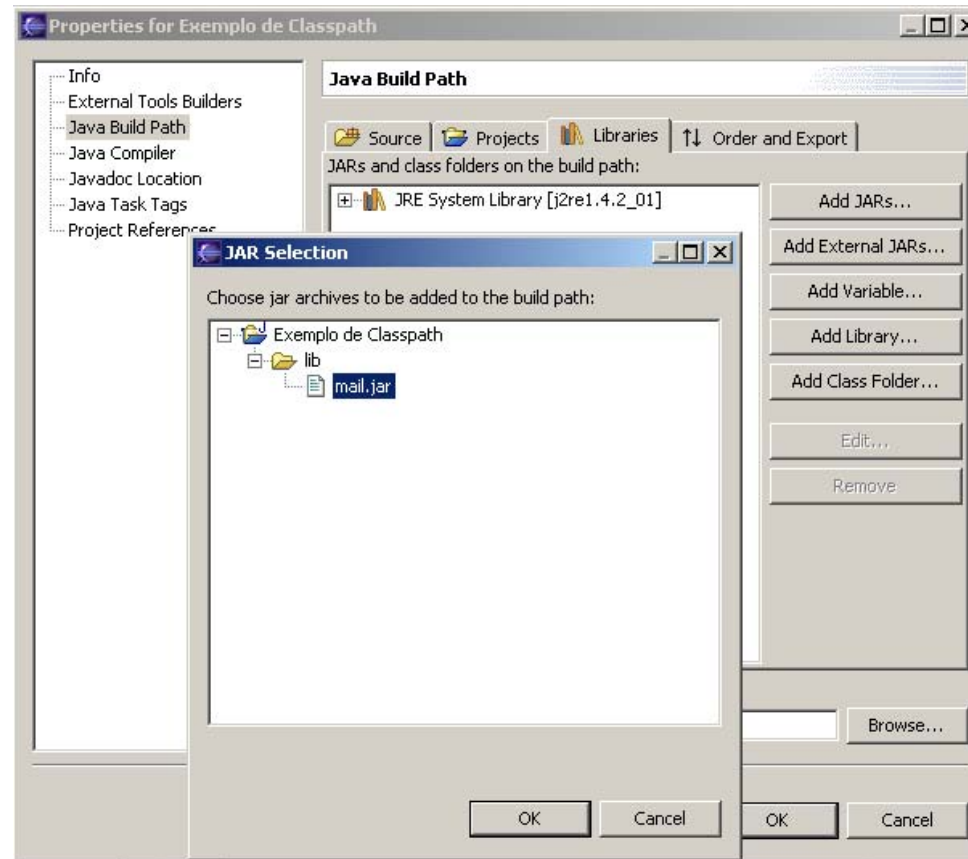 Properties for Exemplo de Classpath
Info
External Tools Builders
Java Build Path
Java Compiler
Javadoc Location
Java Task Tags
Project References
Java Build Path
Source
Projects
Libraries
Order and Export
JARs and class folders on the build path:
JRE System Library [j2re1.4.2_01]
Add JARs...
Add External JARs...
Add Variable...
Add Library...
Add Class Folder...
Edit...
Remove
JAR Selection
Choose jar archives to be added to the build path:
Exemplo de Classpath
lib
mail.jar
Browse...
OK
Cancel
OK
Cancel